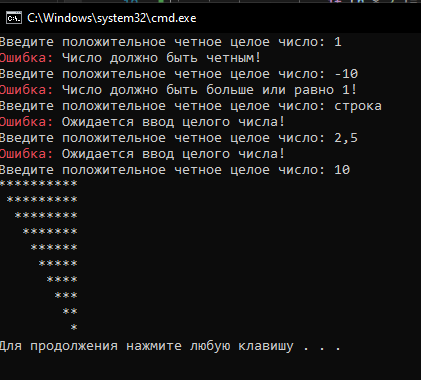 C:\Windows\system32\cmd.exe
Введите положительное четное целое число: 1
Ошибка: Число должно быть четным!
Введите положительное четное целое число: -10
Ошибка: Число должно быть больше или равно 1!
Введите положительное четное целое число: строка
Ошибка: Ожидается ввод целого числа!
Введите положительное четное целое число: 2,5
Ошибка: Ожидается ввод целого числа!
Введите положительное четное целое число: 10
**********
 *********
  ********
   *******
    ******
     *****
      ****
       ***
        **
         *
Для продолжения нажмите любую клавишу . . .